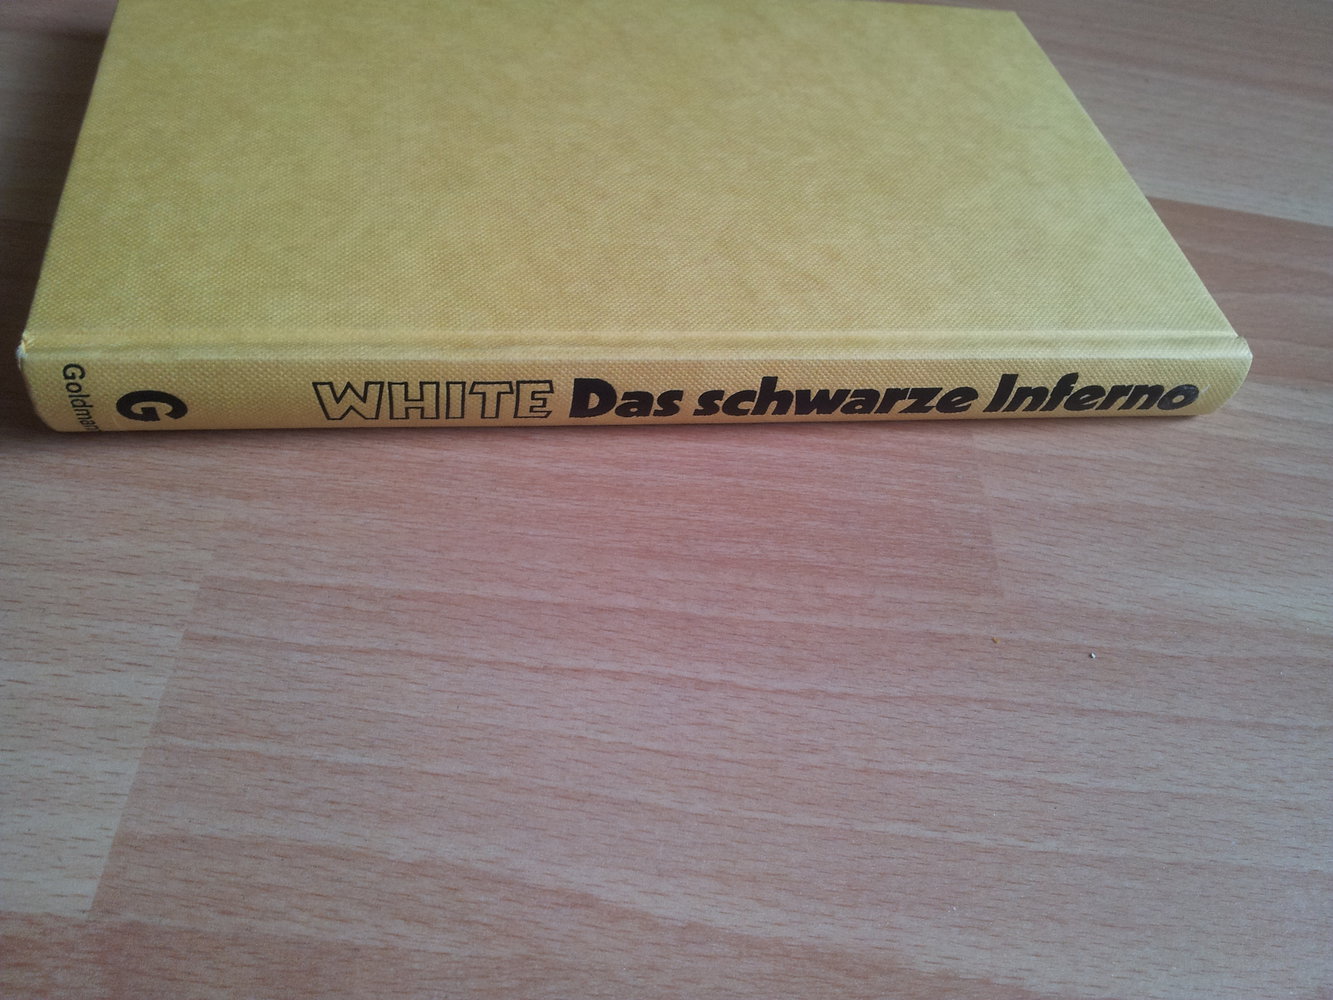 Goldmann
G
WHITE Das schwarze Inferno